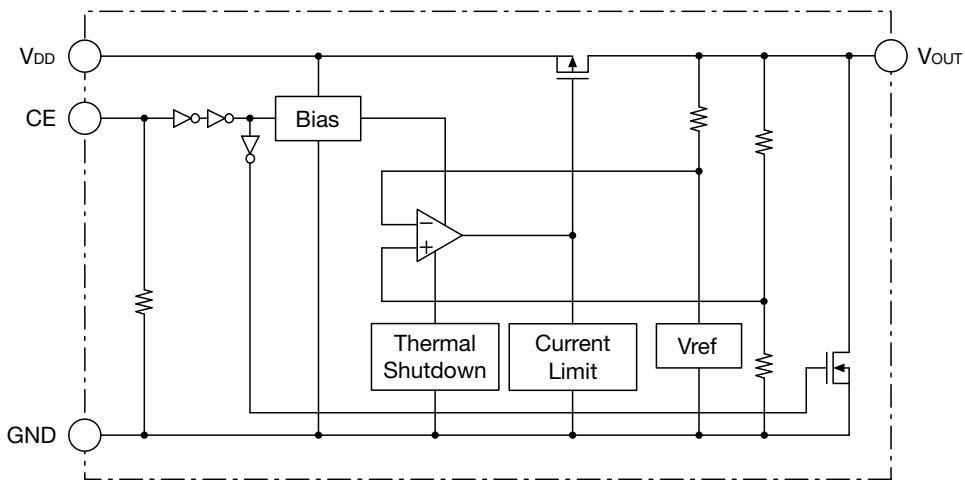 VDD
VOUT
CE
Bias
−
+
Thermal
Shutdown
Current
Limit
Vref
GND